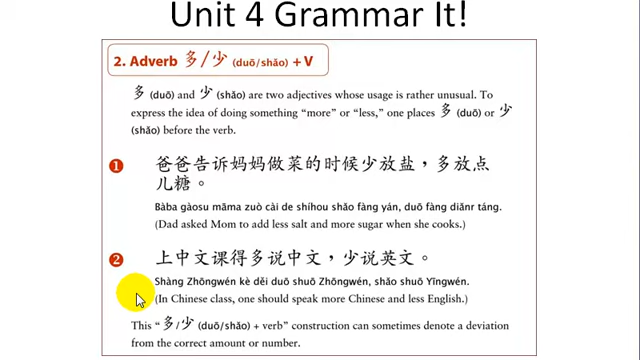 Unit 4 Grammar It!
2. Adverb 多/少 (duō/shǎo) + V
多 (duō) and 少 (shǎo) are two adjectives whose usage is rather unusual. To
express the idea of doing something “more” or “less,” one places 多 (duō) or 少
(shǎo) before the verb.
1 爸爸告诉妈妈做菜的时候少放盐，多放点
儿糖。
Bàba gàosu māma zuò cài de shíhou shǎo fàng yán, duō fàng diǎnr táng.
(Dad asked Mom to add less salt and more sugar when she cooks.)
2 上中文课得多说中文，少说英文。
Shàng Zhōngwén kè děi duō shuō Zhōngwén, shǎo shuō Yīngwén.
(In Chinese class, one should speak more Chinese and less English.)
This “多/少 (duō/shǎo) + verb” construction can sometimes denote a deviation
from the correct amount or number.